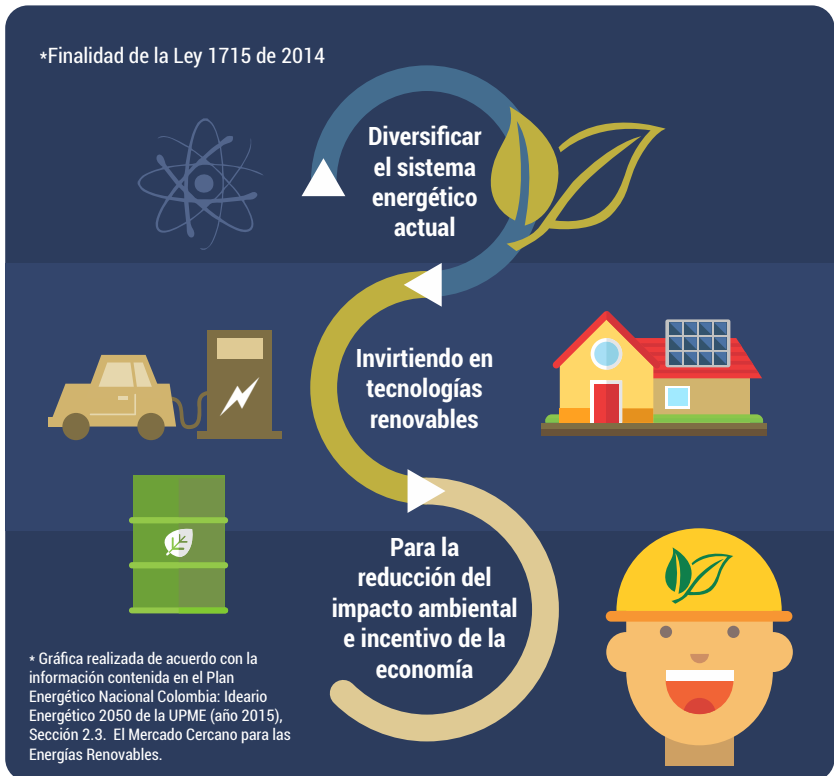 *Finalidad de la Ley 1715 de 2014
Diversificar
el sistema
energético
actual
Invirtiendo en
tecnologías
renovables
Para la
reducción del
impacto ambiental
e incentivo de la
economía
* Gráfica realizada de acuerdo con la
información contenida en el Plan
Energético Nacional Colombia: Ideario
Energético 2050 de la UPME (año 2015),
Sección 2.3. El Mercado Cercano para las
Energías Renovables.